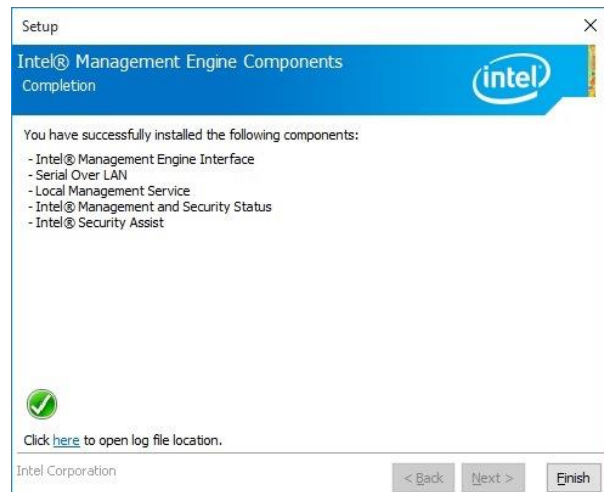 Setup
Intel® Management Engine Components
Completion
intel
You have successfully installed the following components:
- Intel® Management Engine Interface
- Serial Over LAN
- Local Management Service
- Intel® Management and Security Status
- Intel® Security Assist
Click here to open log file location.
Intel Corporation
< Back Next > Finish